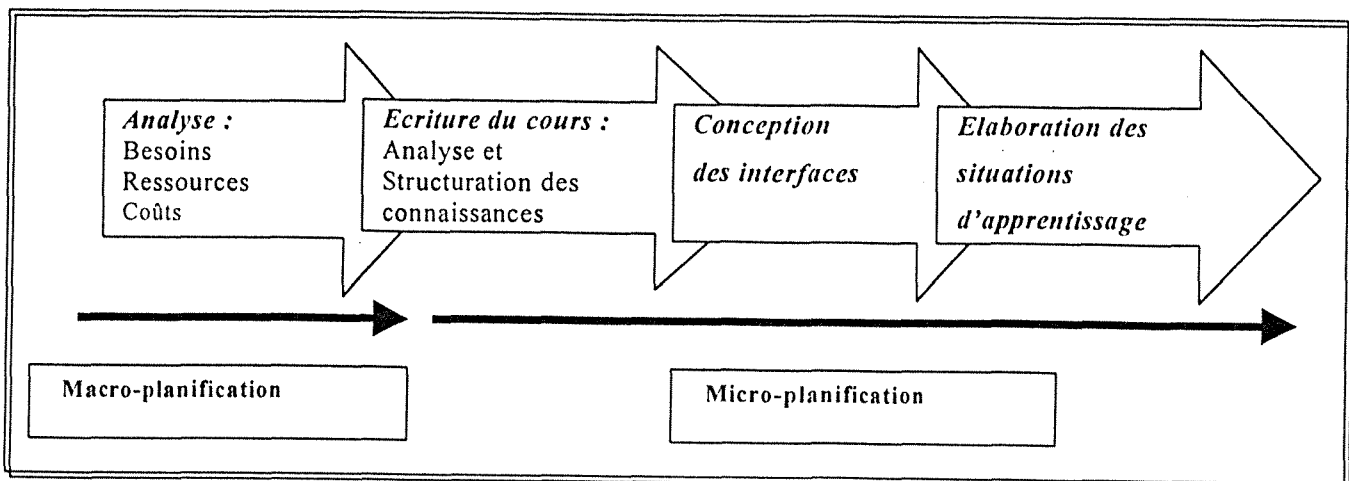 Analyse :
Besoins
Ressources
Coûts
Ecriture du cours :
Analyse et
Structuration des
connaissances
Conception
des interfaces
Elaboration des
situations
d'apprentissage
Macro-planification
Micro-planification